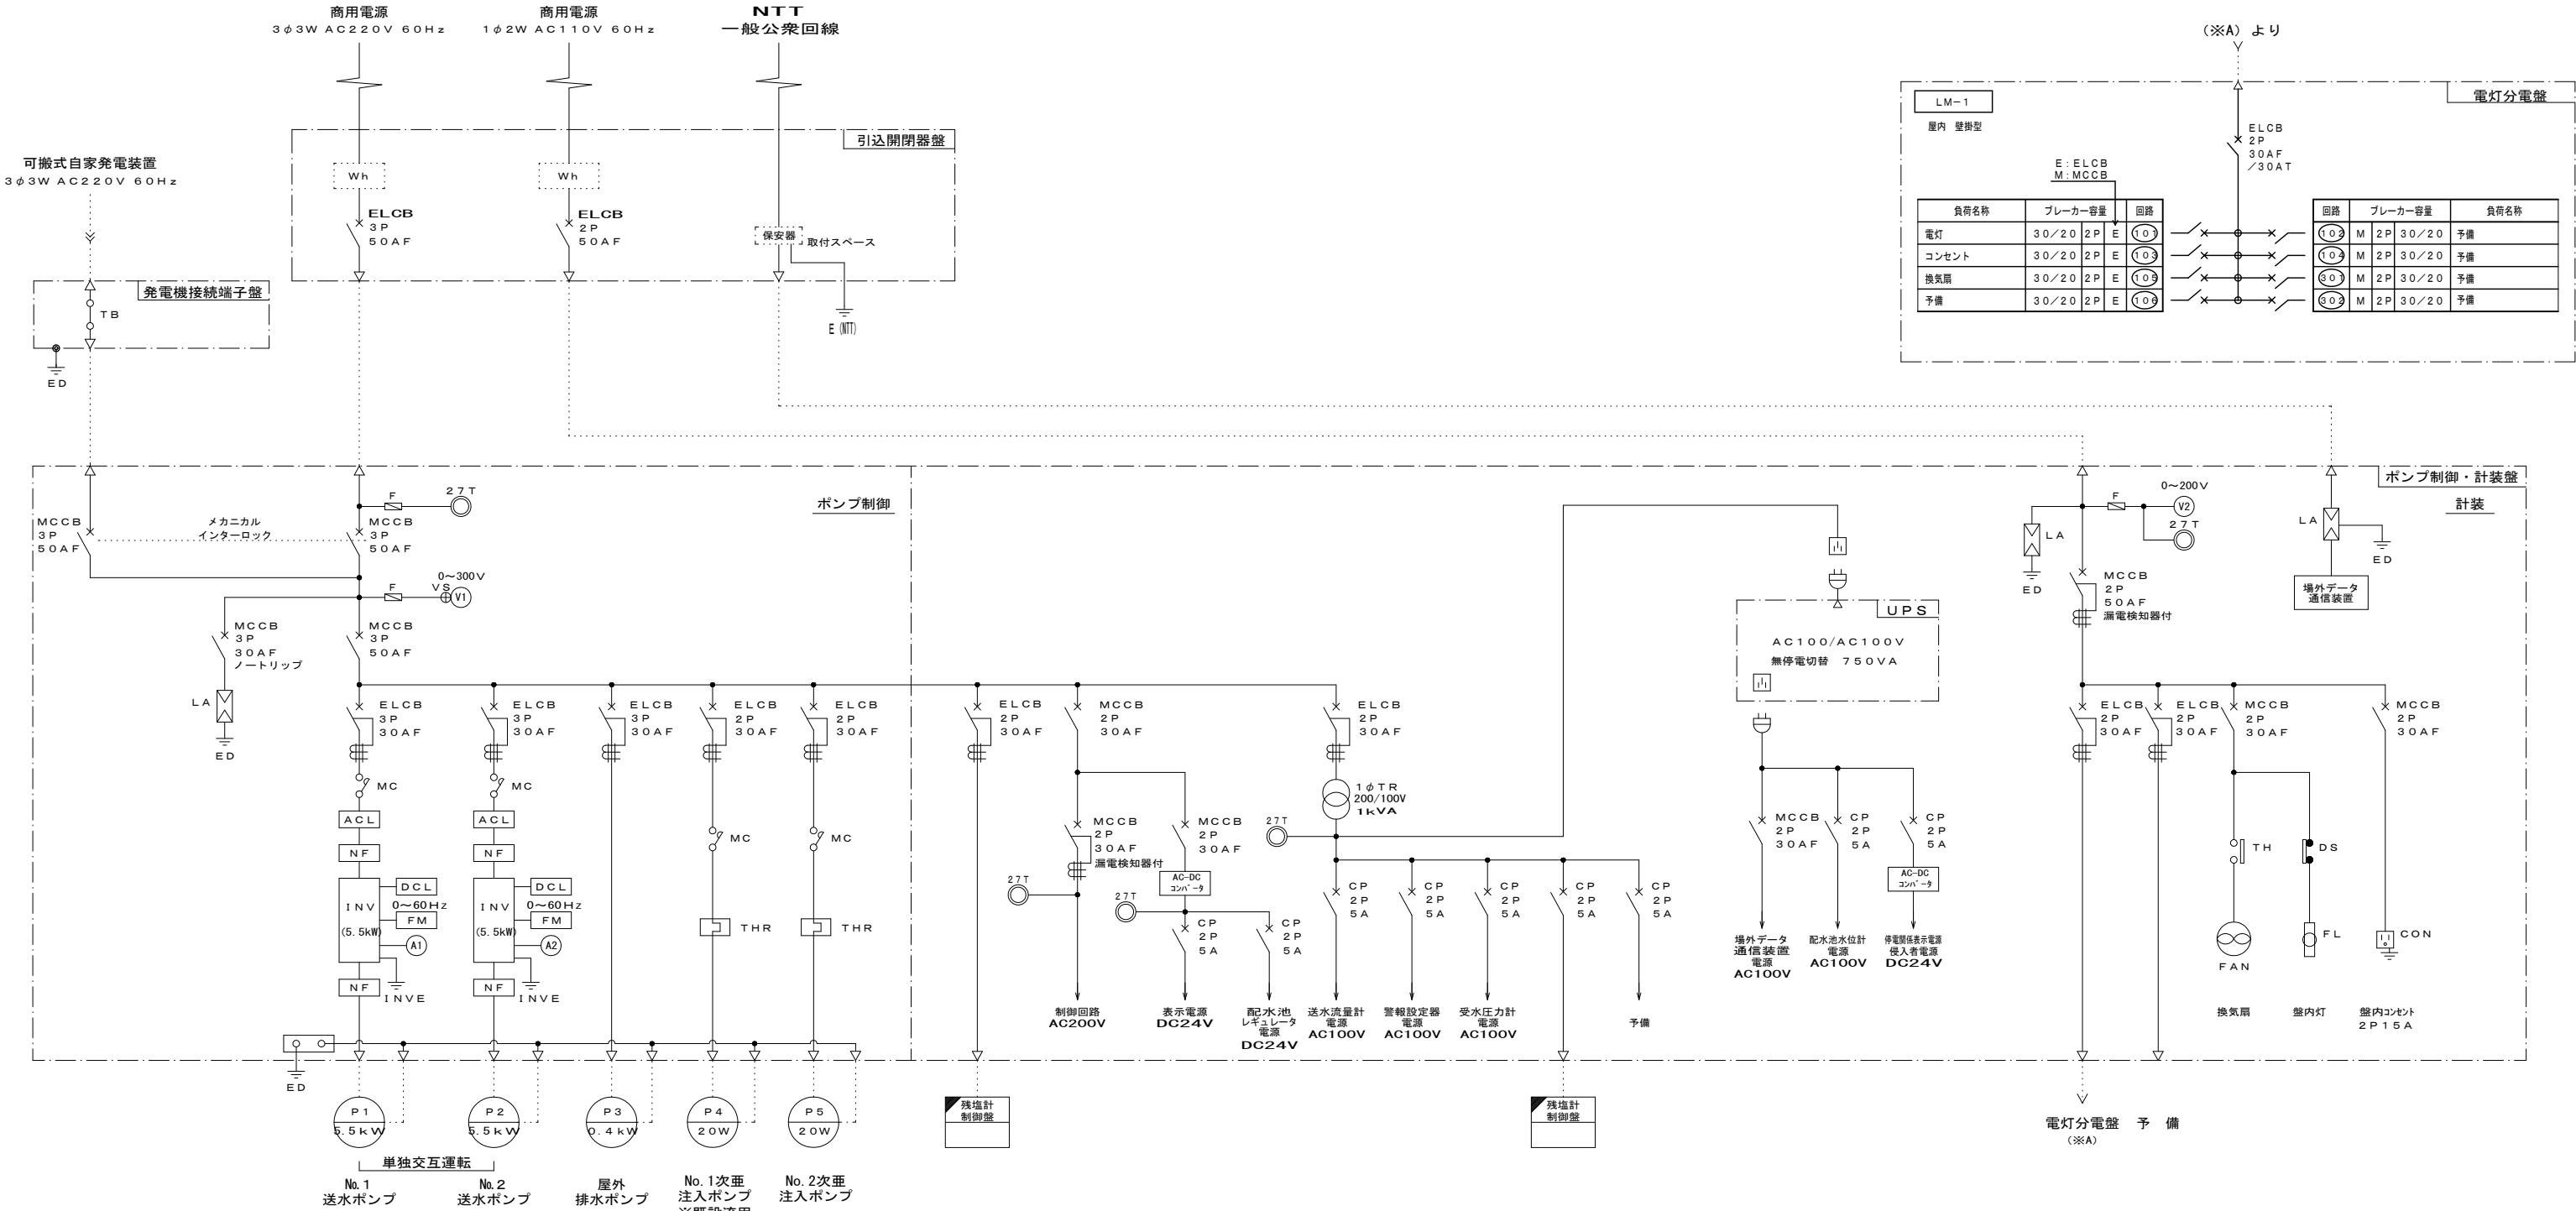 商用電源
3φ3W AC220V 60Hz
商用電源
1φ2W AC110V 60Hz
NTT
一般公衆回線
(※A) より
可搬式自家発電装置
3φ3W AC220V 60Hz
引込開閉器盤
Wh
Wh
ELCB
3P
50AF
ELCB
2P
50AF
保安器
取付スペース
E (NTT)
発電機接続端子盤
TB
ED
電灯分電盤
LM-1
屋内 壁掛型
ELCB
2P
30AF
/30AT
E:ELCB
M:MCCB
負荷名称 ブレーカー容量 回路
電灯 30/20 2P E 101
コンセント 30/20 2P E 103
換気扇 30/20 2P E 105
予備 30/20 2P E 106
回路 ブレーカー容量 負荷名称
102 M 2P 30/20 予備
104 M 2P 30/20 予備
301 M 2P 30/20 予備
302 M 2P 30/20 予備
ポンプ制御
ポンプ制御・計装盤
計装
MCCB
3P
50AF
メカニカル
インターロック
F
27T
MCCB
3P
50AF
F
VS
0~300V
V1
MCCB
3P
30AF
ノートリップ
LA
ED
MCCB
3P
50AF
ELCB
3P
30AF
MC
ACL
NF
INV
(5.5kW)
DCL
0~60Hz
FM
A1
INVE
NF
ELCB
3P
30AF
MC
ACL
NF
INV
(5.5kW)
DCL
0~60Hz
FM
A2
INVE
NF
ELCB
3P
30AF
ELCB
2P
30AF
MC
THR
ELCB
2P
30AF
MC
THR
ED
ELCB
2P
30AF
MCCB
2P
30AF
MCCB
2P
30AF
漏電検知器付
27T
制御回路
AC200V
MCCB
2P
30AF
AC-DC
コンバータ
27T
CP
2P
5A
表示電源
DC24V
CP
2P
5A
配水池
レギュレータ
電源
DC24V
ELCB
2P
30AF
1φTR
200/100V
1kVA
27T
CP
2P
5A
送水流量計
電源
AC100V
CP
2P
5A
警報設定器
電源
AC100V
CP
2P
5A
受水圧力計
電源
AC100V
CP
2P
5A
CP
2P
5A
予備
UPS
AC100/AC100V
無停電切替 750VA
MCCB
2P
30AF
場外データ
通信装置
電源
AC100V
CP
2P
5A
配水池水位計
電源
AC100V
CP
2P
5A
AC-DC
コンバータ
停電関係表示電源
侵入者電源
DC24V
LA
ED
F
0~200V
V2
27T
MCCB
2P
50AF
漏電検知器付
LA
ED
場外データ
通信装置
ELCB
2P
30AF
ELCB
2P
30AF
MCCB
2P
30AF
TH
FAN
換気扇
DS
FL
盤内灯
MCCB
2P
30AF
CON
盤内コンセント
2P15A
P1
5.5kW
P2
5.5kW
P3
0.4kW
P4
20W
P5
20W
残塩計
制御盤
残塩計
制御盤
電灯分電盤
(※A)
予 備
単独交互運転
No.1
送水ポンプ
No.2
送水ポンプ
屋外
排水ポンプ
No.1次亜
注入ポンプ
No.2次亜
注入ポンプ